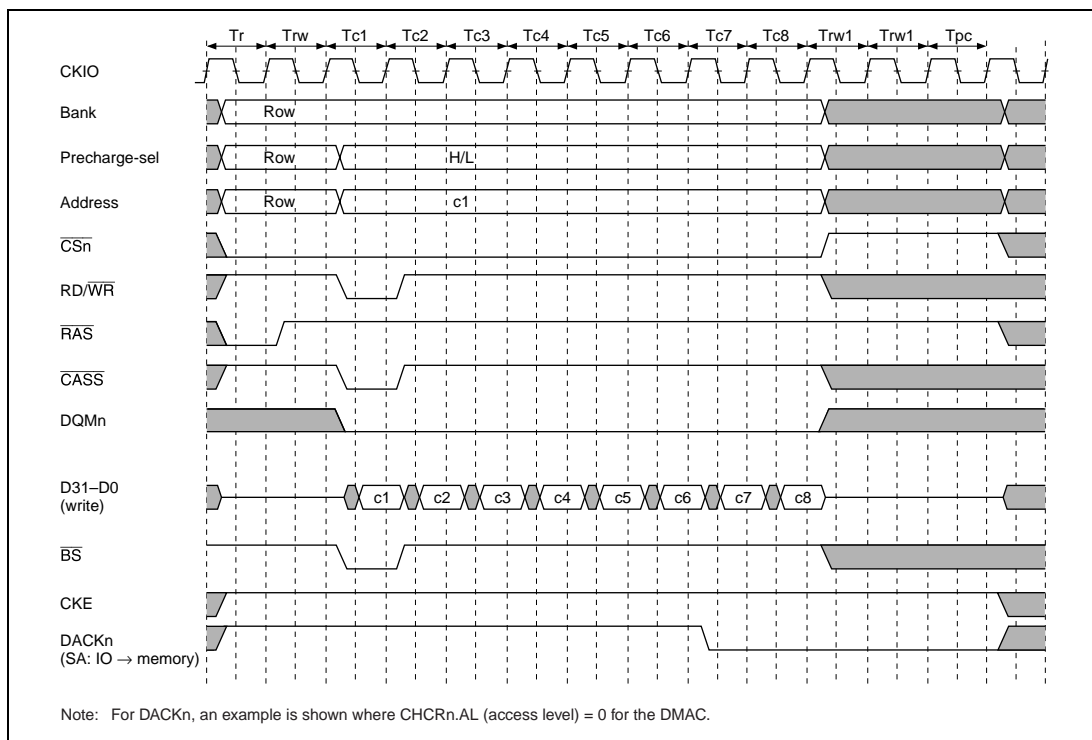 Tr Trw Tc1 Tc2 Tc3 Tc4 Tc5 Tc6 Tc7 Tc8 Trw1 Trw1 Tpc
CKIO
Bank Row
Precharge-sel Row H/L
Address Row c1
CSn
RD/WR
RAS
CASS
DQMn
D31–D0
(write) c1 c2 c3 c4 c5 c6 c7 c8
BS
CKE
DACKn
(SA: IO → memory)
Note: For DACKn, an example is shown where CHCRn.AL (access level) = 0 for the DMAC.